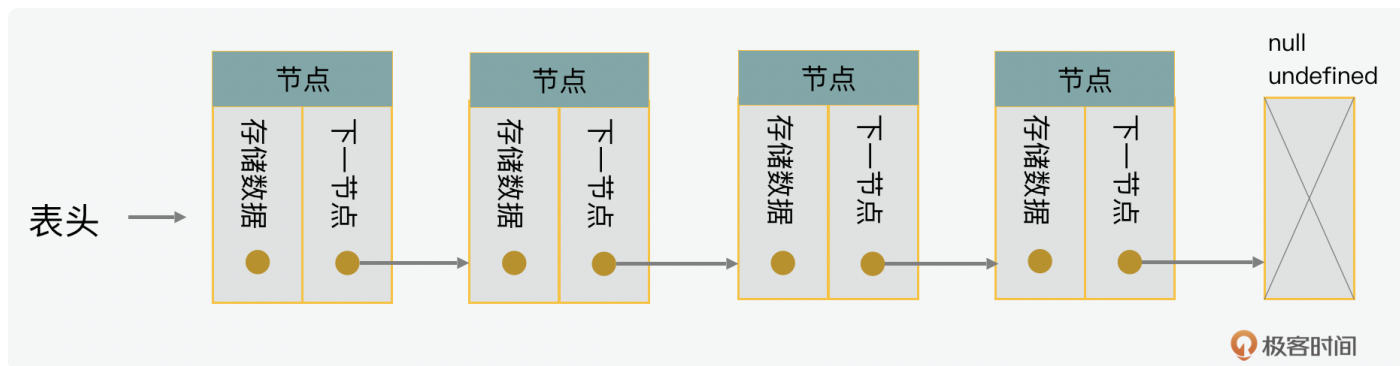 表头
节点
存储数据
下一节点
节点
存储数据
下一节点
节点
存储数据
下一节点
节点
存储数据
下一节点
null
undefined
极客时间